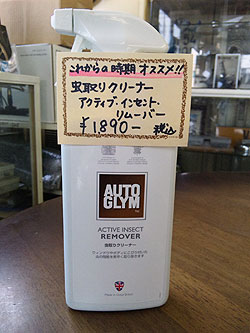 これからの時期オススメ!!
虫取りクリーナー
アクティブ・インセント・
リムーバー
¥1890- 税込
AUTO
GLYM
ACTIVE INSECT
REMOVER
虫取りクリーナー